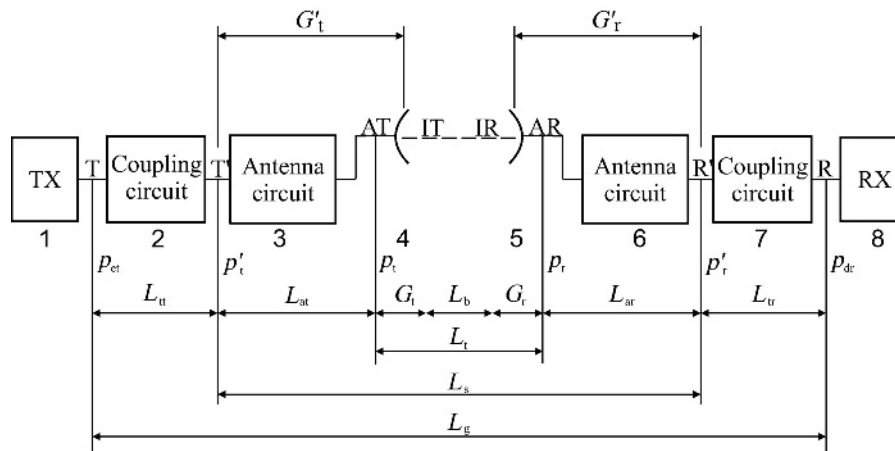 G′t G′r
AT IT IR AR
TX T Coupling circuit T′ Antenna circuit Antenna circuit R′ Coupling circuit R RX
1 2 3 4 5 6 7 8
pet p′t pt pr p′r pdr
Ltt Lat Gt Lb Gr Lar Ltr
Lt
Ls
Lg